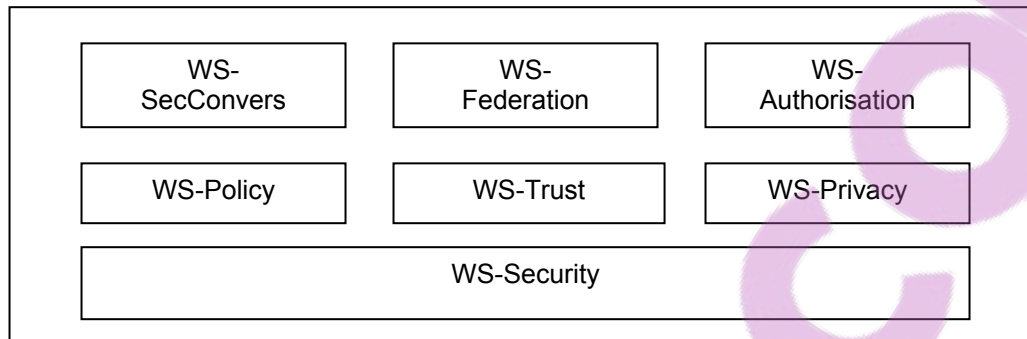 WS-
SecConvers
WS-
Federation
WS-
Authorisation
WS-Policy
WS-Trust
WS-Privacy
WS-Security